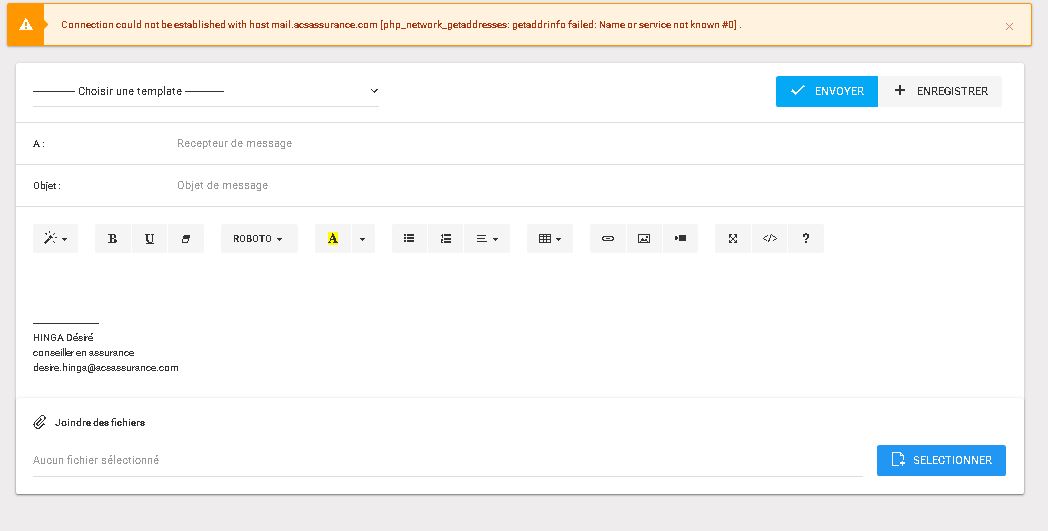 Connection could not be established with host mail.acsassurance.com [php_network_getaddresses: getaddrinfo failed: Name or service not known #0] .
------------ Choisir une template -----------
ENVOYER
ENREGISTRER
A :
Recepteur de message
Objet :
Objet de message
B U
ROBOTO
A
</>
?
HINGA Désiré
conseiller en assurance
desire.hinga@acsassurance.com
Joindre des fichiers
Aucun fichier sélectionné
SELECTIONNER